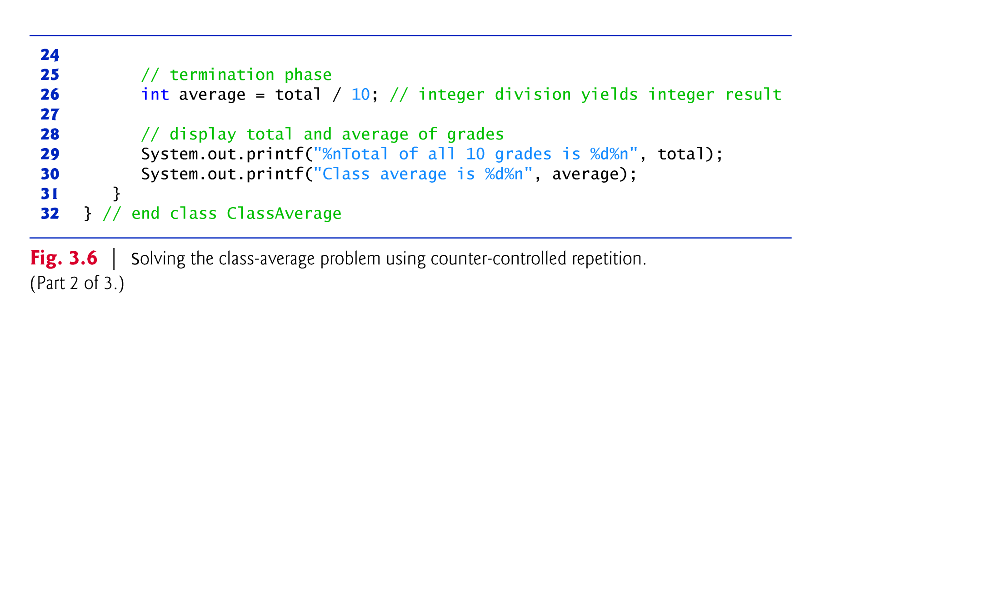 24
25 // termination phase
26 int average = total / 10; // integer division yields integer result
27
28 // display total and average of grades
29 System.out.printf("%nTotal of all 10 grades is %d%n", total);
30 System.out.printf("Class average is %d%n", average);
31 }
32 } // end class ClassAverage
Fig. 3.6 | Solving the class-average problem using counter-controlled repetition.
(Part 2 of 3.)